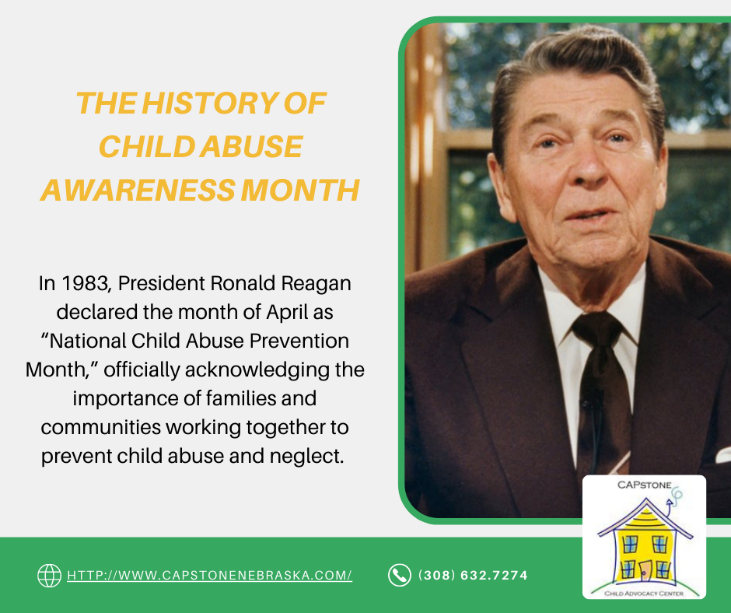 THE HISTORY OF
CHILD ABUSE
AWARENESS MONTH
In 1983, President Ronald Reagan
declared the month of April as
“National Child Abuse Prevention
Month,” officially acknowledging the
importance of families and
communities working together to
prevent child abuse and neglect.
CAPSTONE
CHILD ADVOCACY CENTER
HTTP://WWW.CAPSTONENEBRASKA.COM/
(308) 632.7274